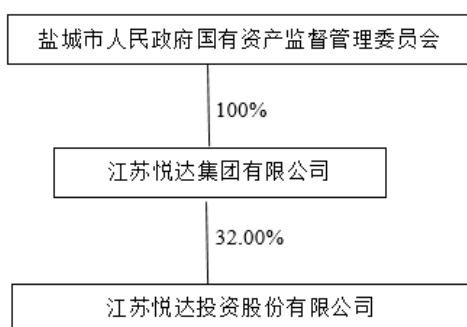 盐城市人民政府国有资产监督管理委员会
100%
江苏悦达集团有限公司
32.00%
江苏悦达投资股份有限公司